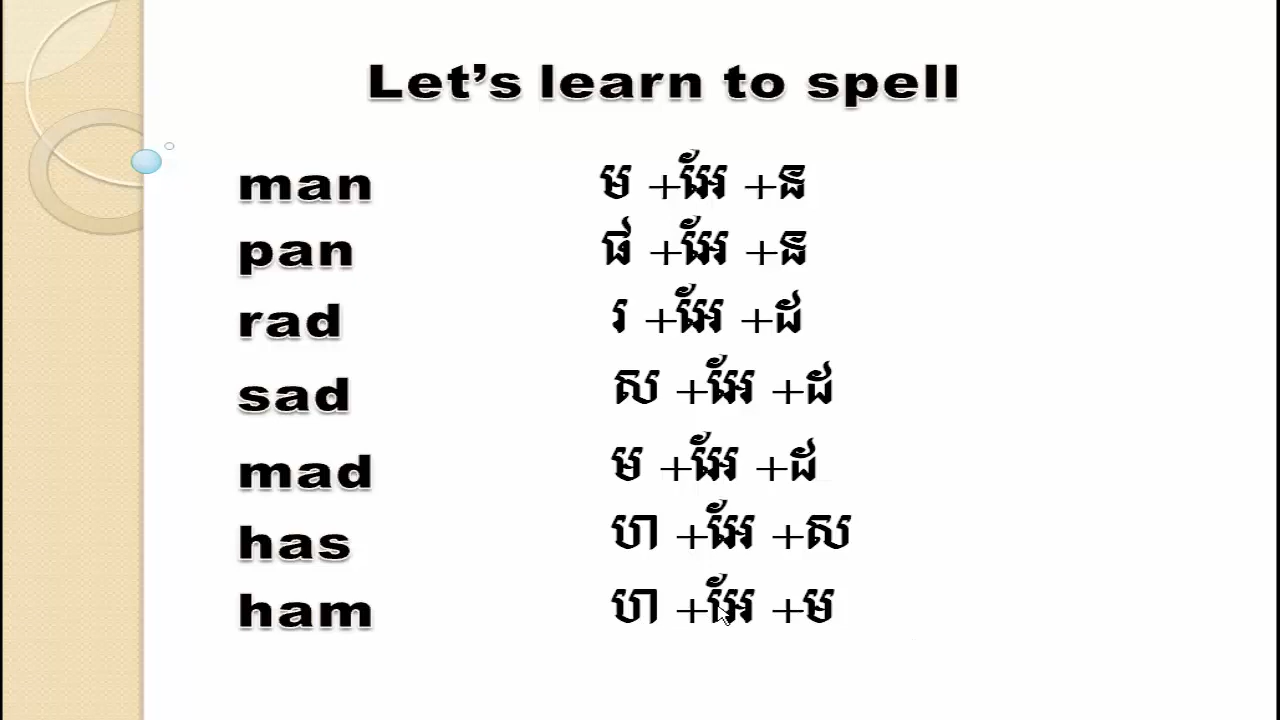 Let’s learn to spell
man ម +អែ +ន
pan ផ +អែ +ន
rad រ +អែ +ដ
sad ស +អែ +ដ
mad ម +អែ +ដ
has ហ +អែ +ស
ham ហ +អែ +ម